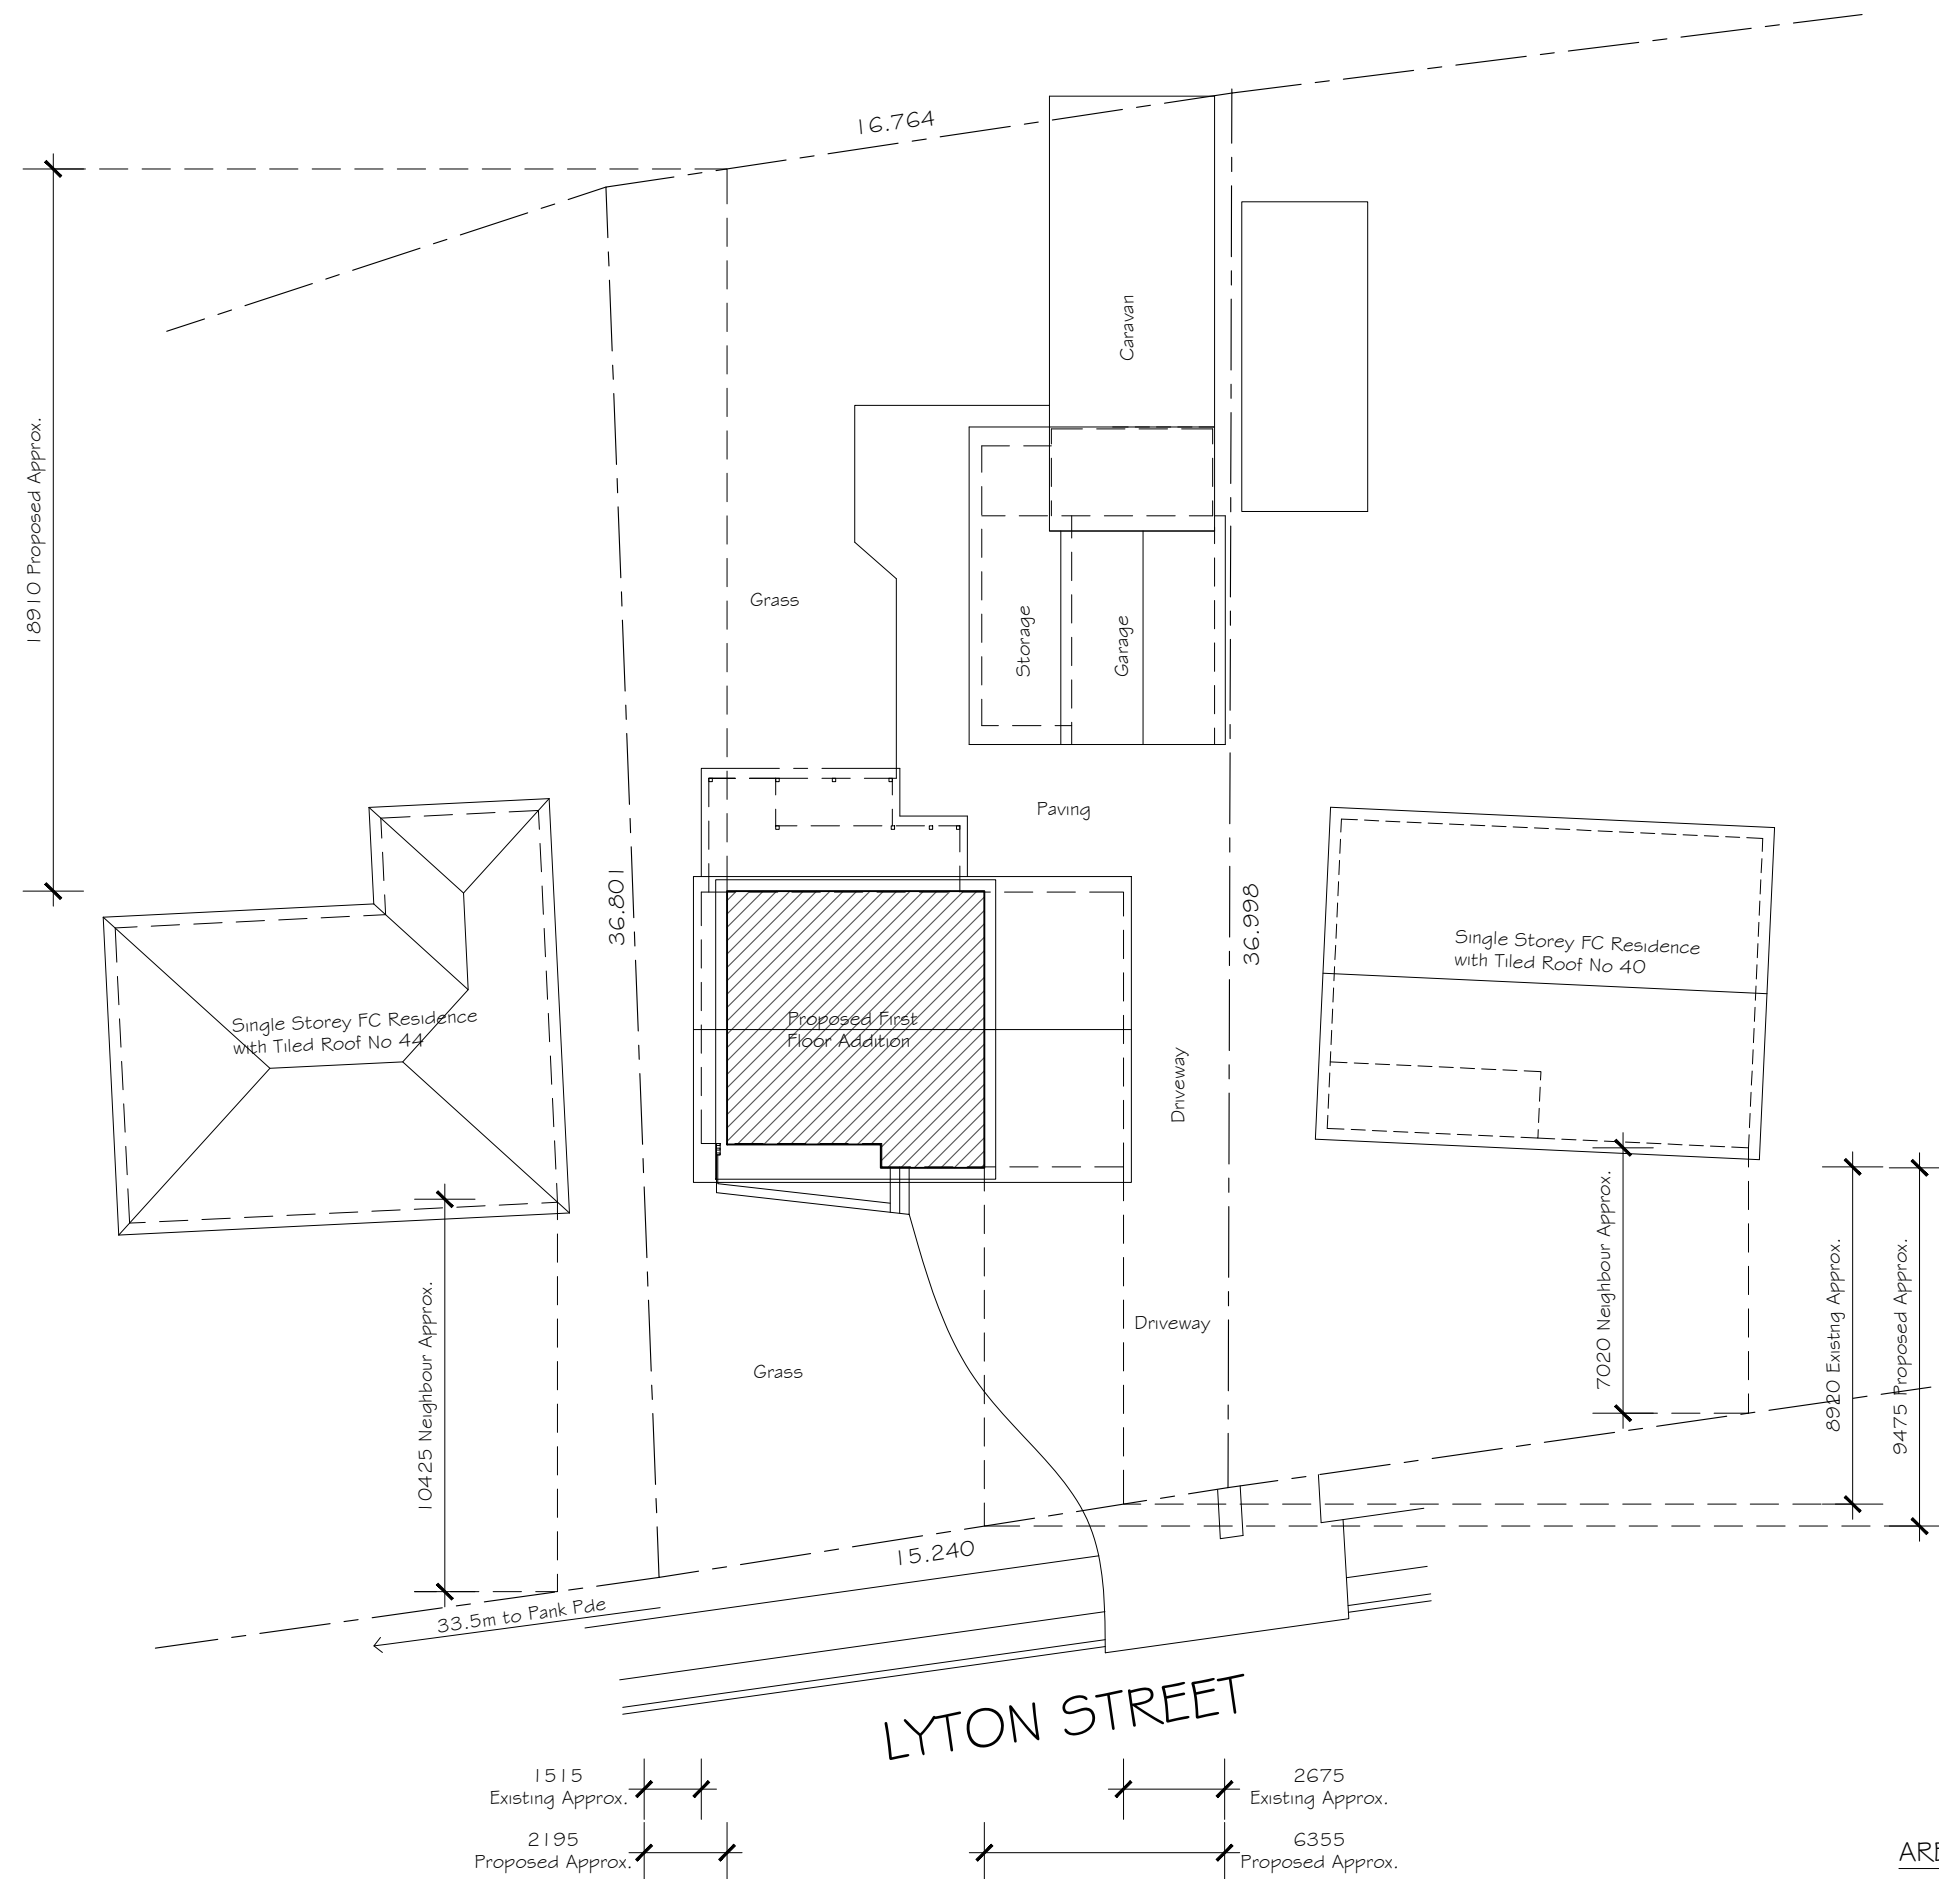 16.764
18910 Proposed Approx.
Caravan
Grass
Storage
Garage
Paving
36.801
36.998
Single Storey FC Residence
with Tiled Roof No 40
Single Storey FC Residence
with Tiled Roof No 44
Proposed First
Floor Addition
Driveway
10425 Neighbour Approx.
Grass
Driveway
7020 Neighbour Approx.
8920 Existng Approx.
9475 Proposed Approx.
15.240
33.5m to Pank Pde
LYTON STREET
1515
Existing Approx.
2675
Existing Approx.
2195
Proposed Approx.
6355
Proposed Approx.